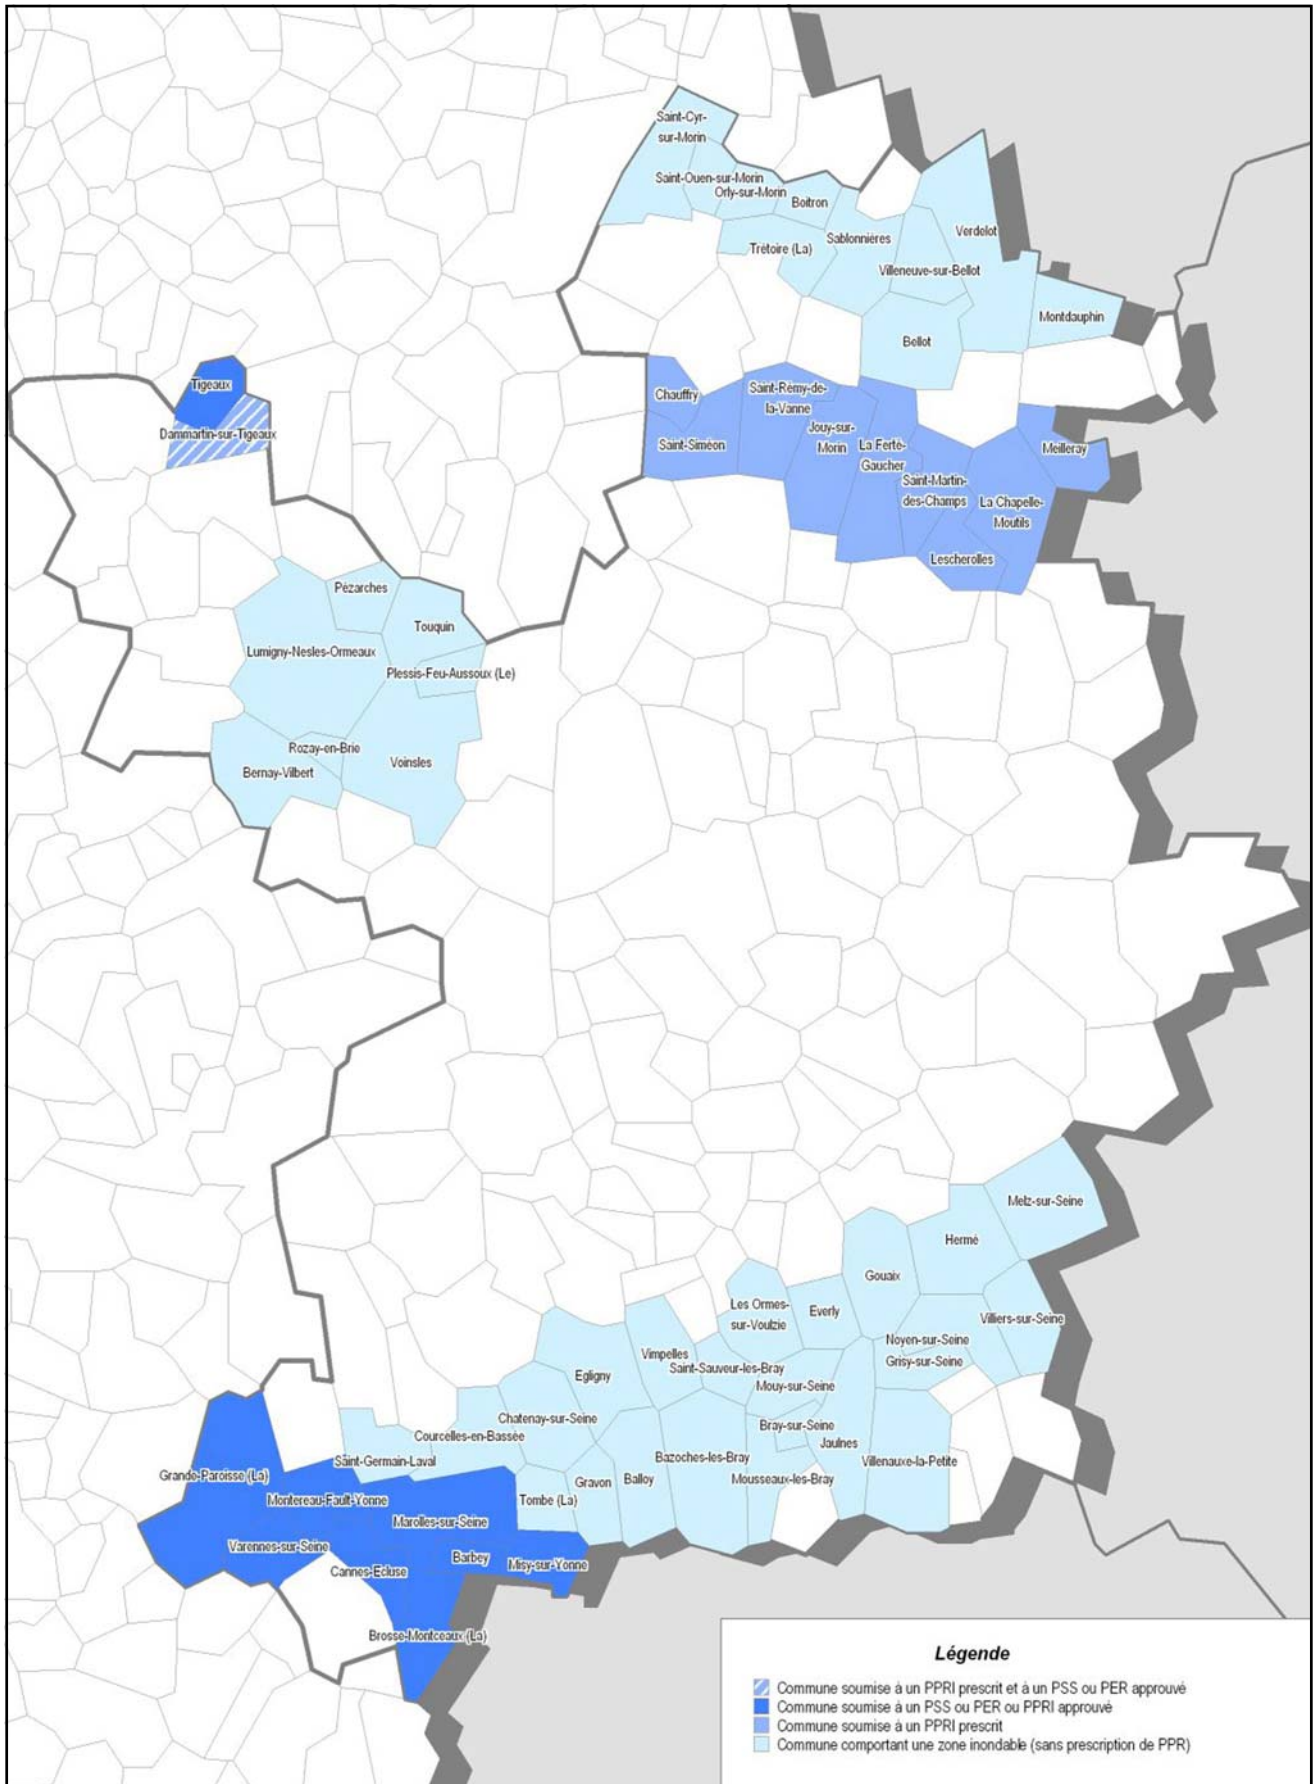 Saint-Cyr-
sur-Morin
Saint-Ouen-sur-Morin
Orly-sur-Morin
Boitron
Verdelot
Sablonnières
Trétoire (La)
Villeneuve-sur-Bellot
Montdauphin
Bellot
Tigeaux
Dammartin-sur-Tigeaux
Chauffry
Saint-Rémy-de-
la-Vanne
Saint-Siméon
Jouy-sur-
Morin
La Ferté-
Gaucher
Meilleray
Saint-Martin-
des-Champs
La Chapelle-
Moutils
Lescherolles
Pézarches
Touquin
Lumigny-Nesles-Ormeaux
Plessis-Feu-Aussoux (Le)
Rozay-en-Brie
Bernay-Vilbert
Voinsles
Melz-sur-Seine
Hermé
Gouaix
Les Ormes-
sur-Voulzie
Everly
Villiers-sur-Seine
Noyen-sur-Seine
Vimpelles
Grisy-sur-Seine
Saint-Sauveur-les-Bray
Egligny
Mouy-sur-Seine
Chatenay-sur-Seine
Bray-sur-Seine
Courcelles-en-Bassée
Jaulnes
Bazoches-les-Bray
Saint-Germain-Laval
Villenauxe-la-Petite
Grande-Paroisse (La)
Balloy
Mousseaux-les-Bray
Gravon
Montereau-Fault-Yonne
Tombe (La)
Marolles-sur-Seine
Varennes-sur-Seine
Barbey
Misy-sur-Yonne
Cannes-Ecluse
Brosse-Montceaux (La)
Légende
Commune soumise à un PPRI prescrit et à un PSS ou PER approuvé
Commune soumise à un PSS ou PER ou PPRI approuvé
Commune soumise à un PPRI prescrit
Commune comportant une zone inondable (sans prescription de PPR)